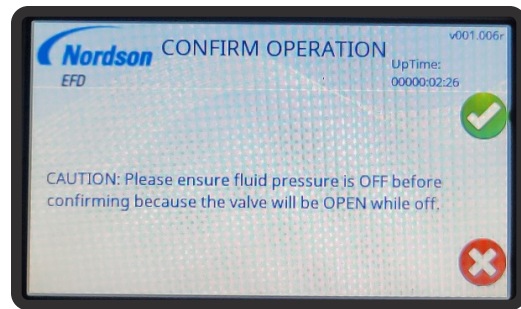 v001.006r
Nordson
EFD
CONFIRM OPERATION
UpTime:
00000:02:26
CAUTION: Please ensure fluid pressure is OFF before
confirming because the valve will be OPEN while off.